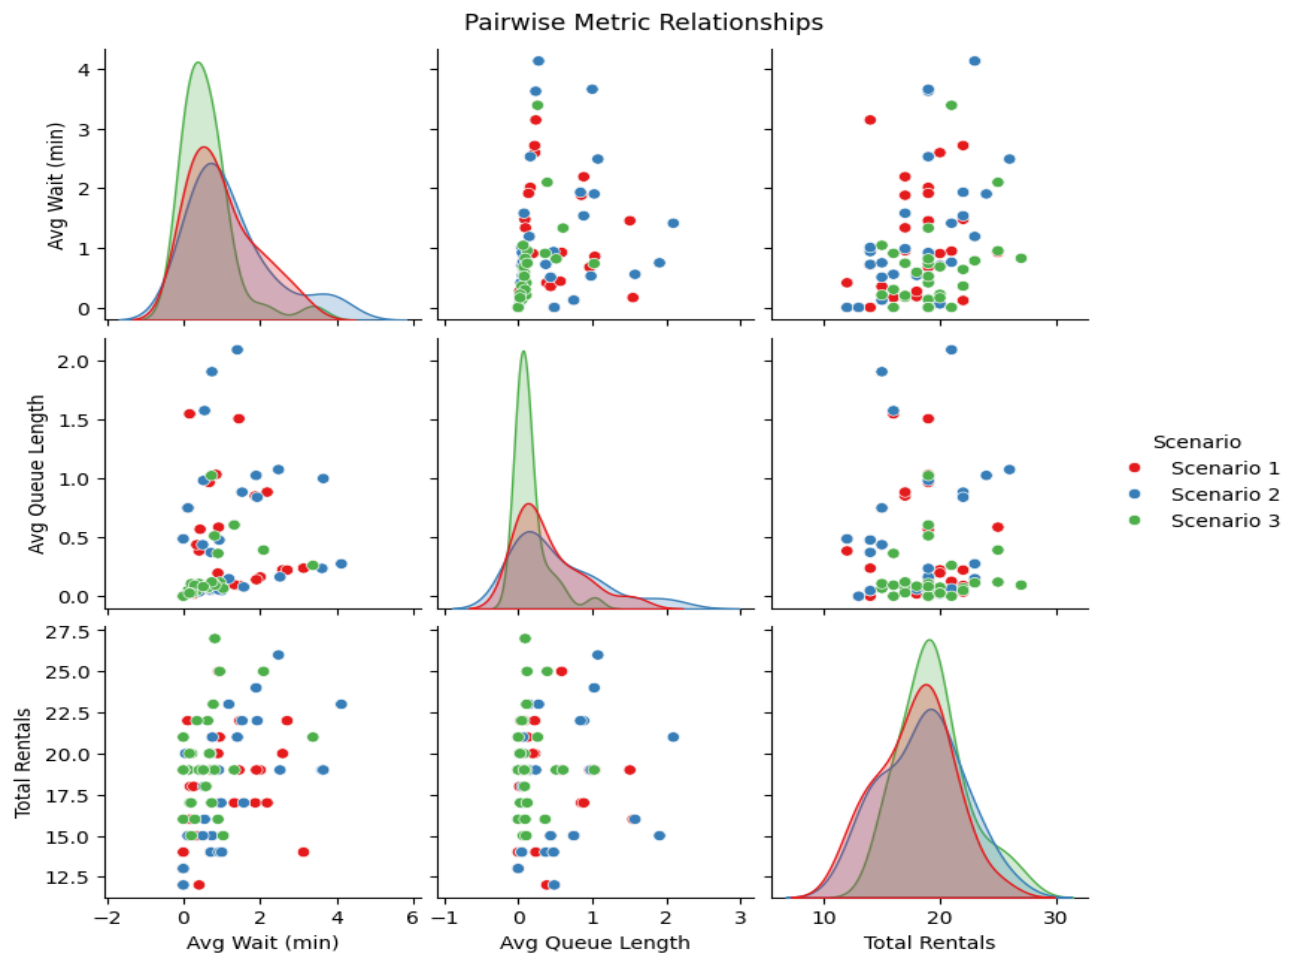 Pairwise Metric Relationships
Avg Wait (min)
4
3
2
1
0
Avg Queue Length
2.0
1.5
1.0
0.5
0.0
Scenario
Scenario 1
Scenario 2
Scenario 3
Total Rentals
27.5
25.0
22.5
20.0
17.5
15.0
12.5
−2 0 2 4 6 −1 0 1 2 3 10 20 30
Avg Wait (min) Avg Queue Length Total Rentals